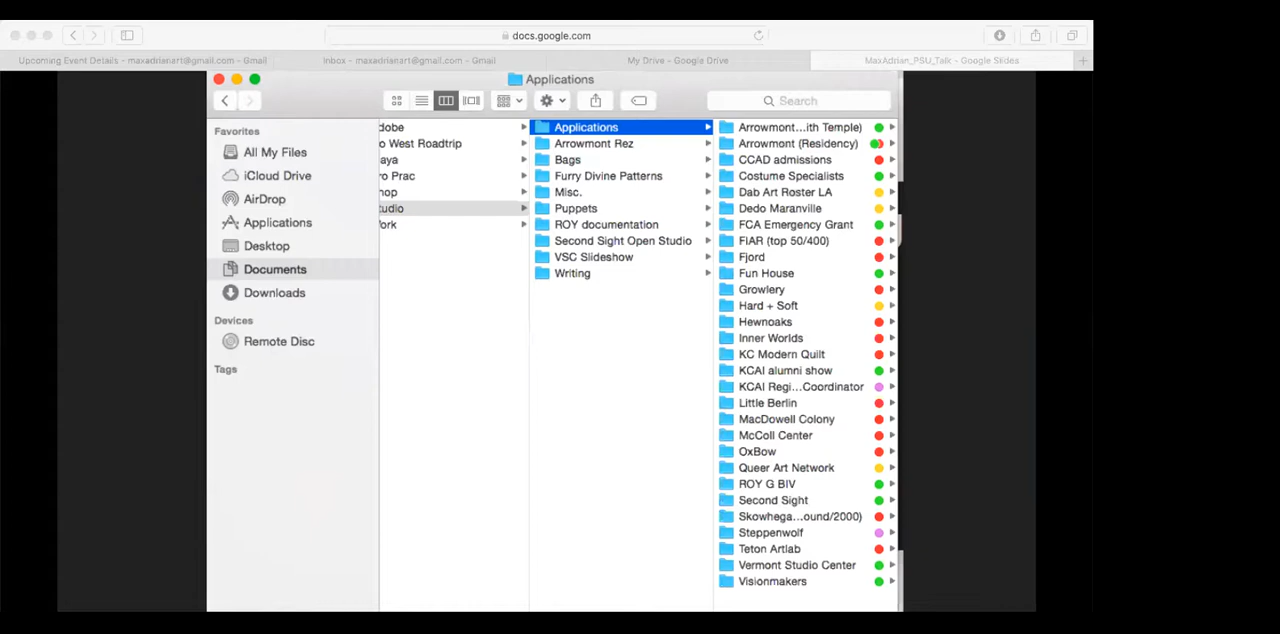 docs.google.com
Upcoming Event Details - maxadrianart@gmail.com - Gmail
Inbox - maxadrianart@gmail.com - Gmail
My Drive - Google Drive
MaxAdrian_PSU_Talk - Google Slides
Applications
Search
Favorites
All My Files
iCloud Drive
AirDrop
Applications
Desktop
Documents
Downloads
Devices
Remote Disc
Tags
dobe
o West Roadtrip
aya
o Prac
hop
tudio
ork
Applications
Arrowmont Rez
Bags
Furry Divine Patterns
Misc.
Puppets
ROY documentation
Second Sight Open Studio
VSC Slideshow
Writing
Arrowmont...ith Temple)
Arrowmont (Residency)
CCAD admissions
Costume Specialists
Dab Art Roster LA
Dedo Maranville
FCA Emergency Grant
FIAR (top 50/400)
Fjord
Fun House
Growlery
Hard + Soft
Hewnoaks
Inner Worlds
KC Modern Quilt
KCAI alumni show
KCAI Regi...Coordinator
Little Berlin
MacDowell Colony
McColl Center
OxBow
Queer Art Network
ROY G BIV
Second Sight
Skowhega...ound/2000)
Steppenwolf
Teton Artlab
Vermont Studio Center
Visionmakers